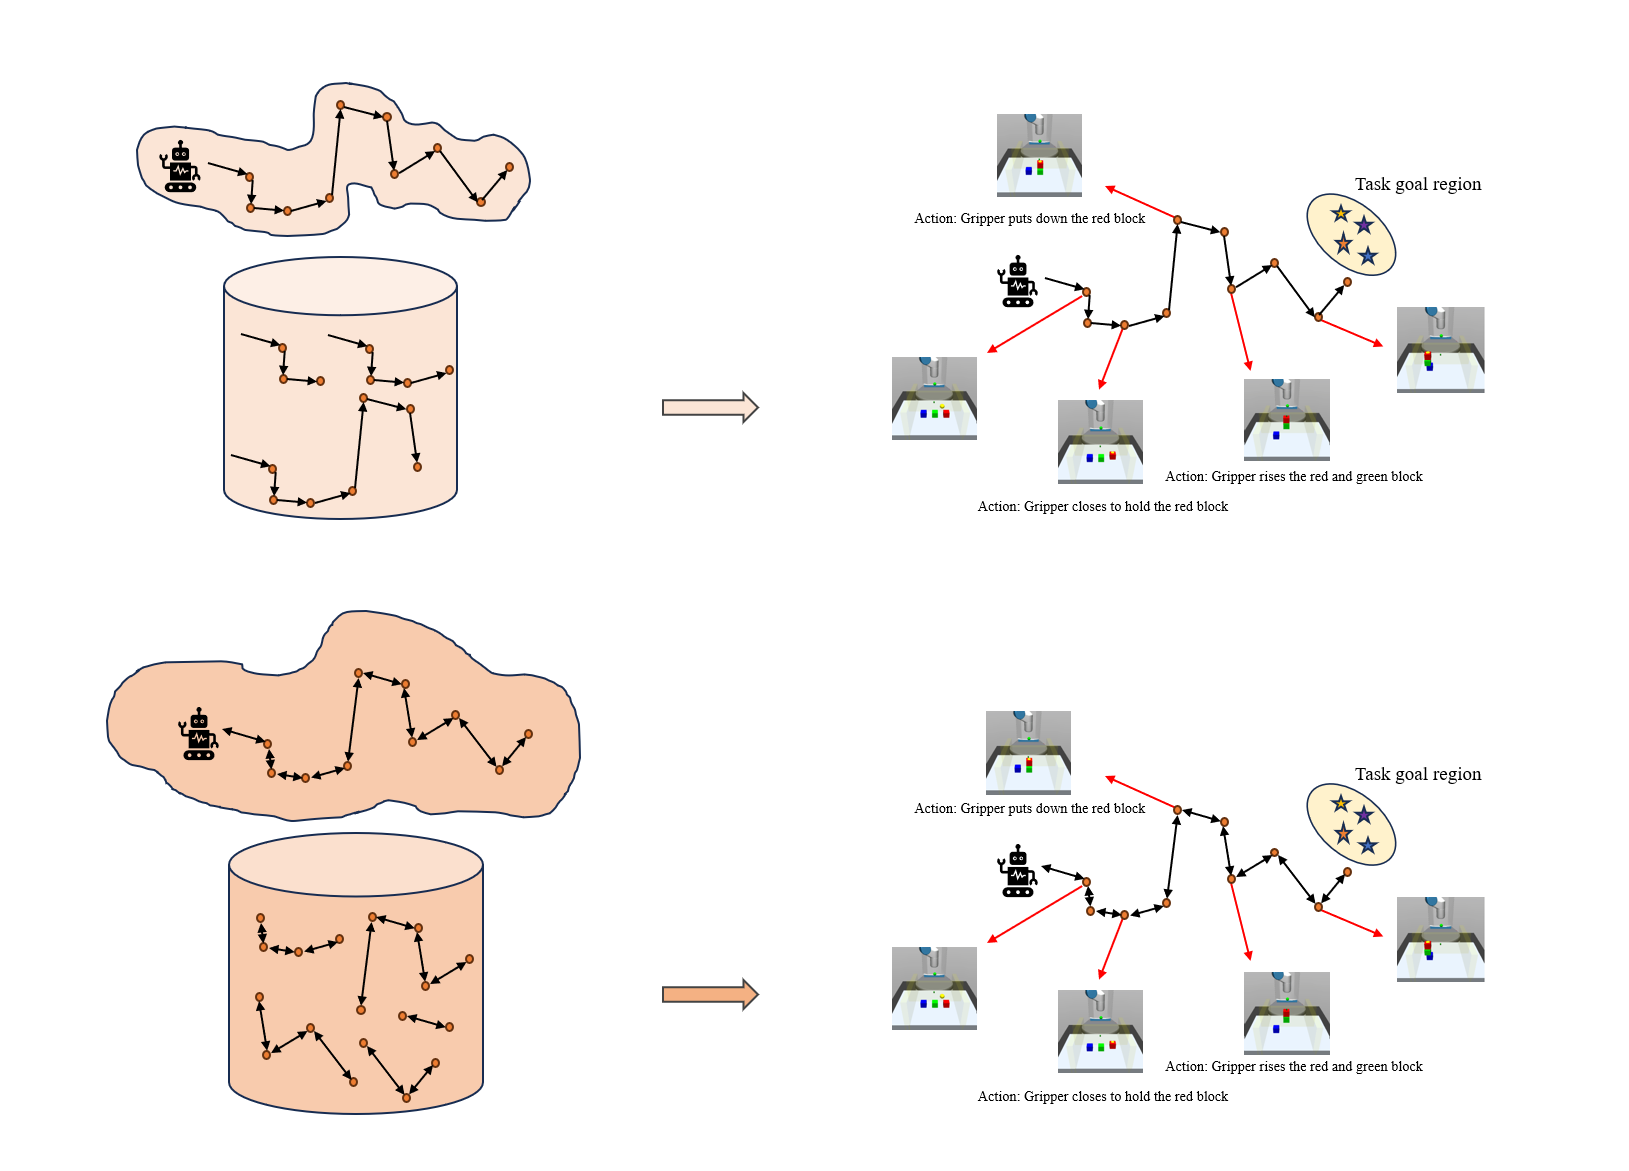 Task goal region
Action: Gripper puts down the red block
Action: Gripper rises the red and green block
Action: Gripper closes to hold the red block
Task goal region
Action: Gripper puts down the red block
Action: Gripper rises the red and green block
Action: Gripper closes to hold the red block